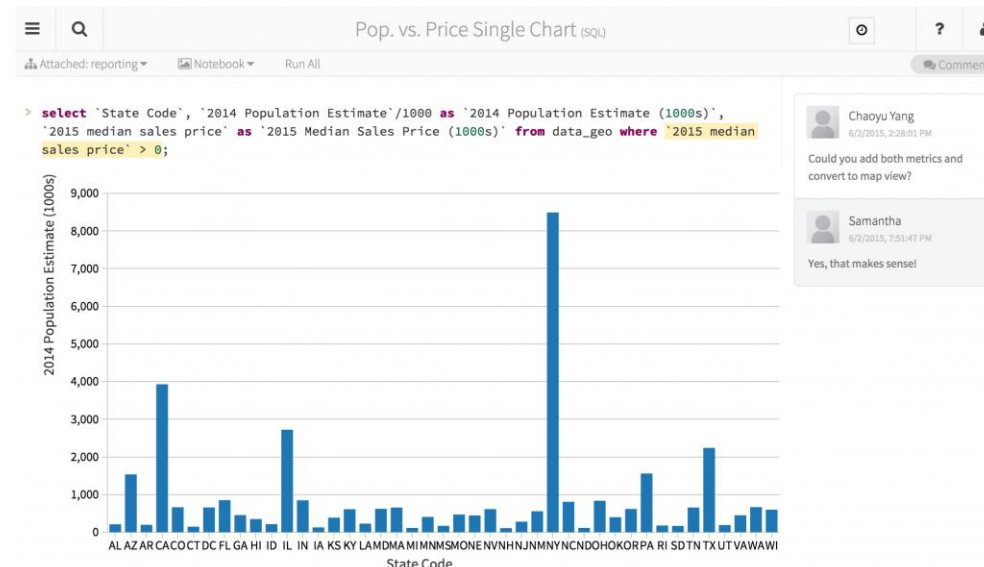 Pop. vs. Price Single Chart (SQL)
?
Attached: reporting
Notebook
Run All
Commen
> select `State Code`, `2014 Population Estimate`/1000 as `2014 Population Estimate (1000s)`,
`2015 median sales price` as `2015 Median Sales Price (1000s)` from data_geo where `2015 median
sales price` > 0;
Chaoyu Yang
6/2/2015, 2:28:01 PM
Could you add both metrics and
convert to map view?
Samantha
6/2/2015, 7:51:47 PM
Yes, that makes sense!
2014 Population Estimate (1000s)
9,000
8,000
7,000
6,000
5,000
4,000
3,000
2,000
1,000
0
AL AZ AR CA CO CT DC FL GA HI ID IL IN IA KS KY LA MD MA MI MN MS MO NE NV NH NJ NM NY NC ND OH OK OR PA RI SD TN TX UT VA WA WI
State Code